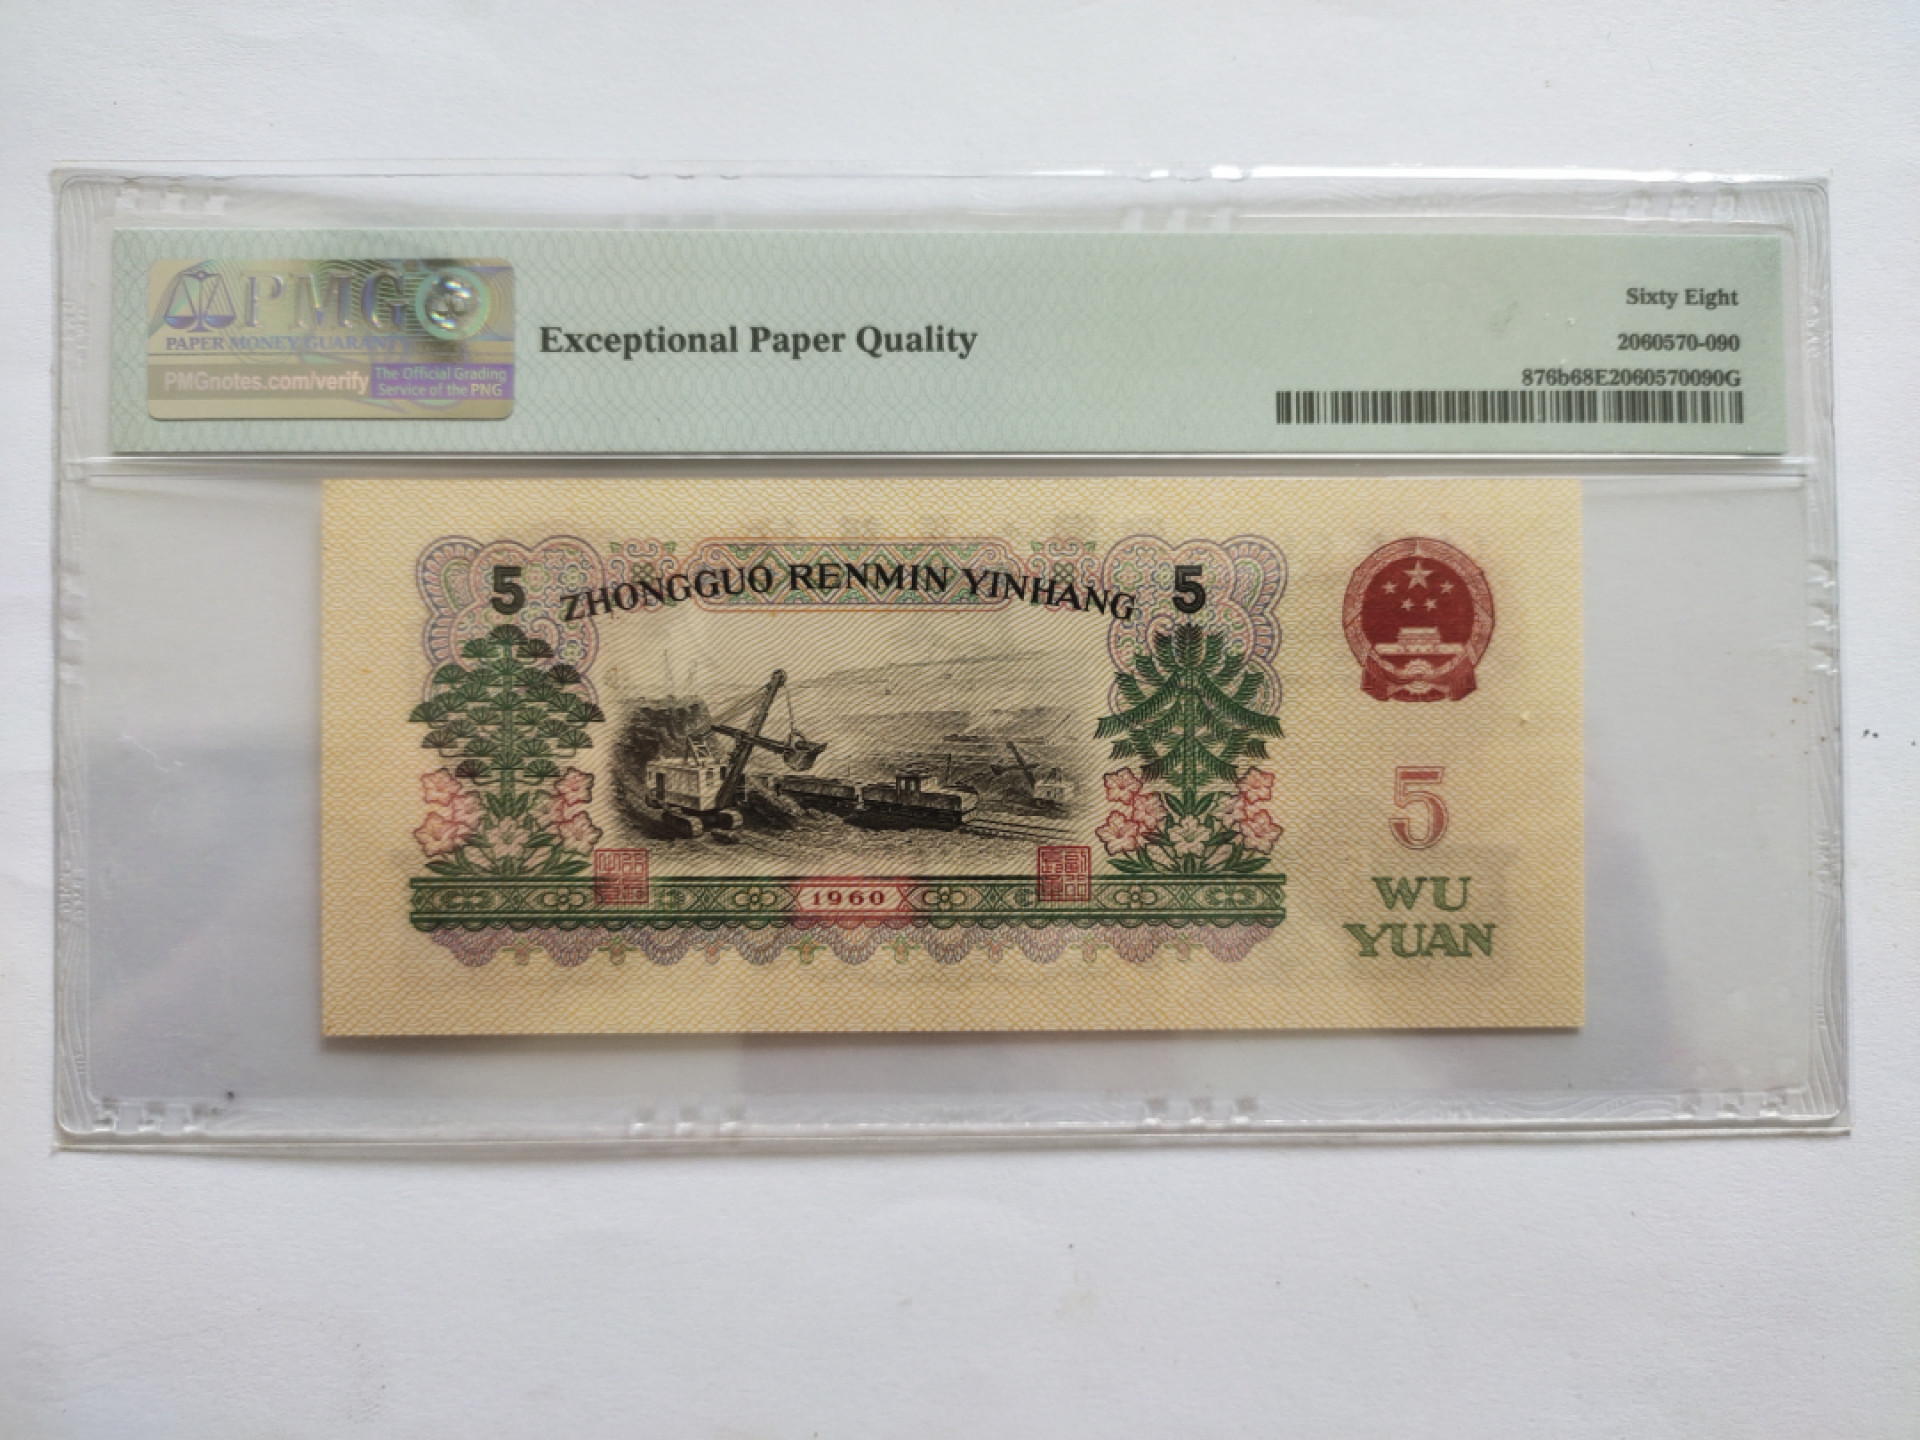 PMG
PAPER MONEY GUARANTY
PMGnotes.com/verify
The Official Grading
Service of the PNG
Exceptional Paper Quality
Sixty Eight
2060570-090
876b68E2060570090G
5 ZHONGGUO RENMIN YINHANG 5
1960
5
WU
YUAN